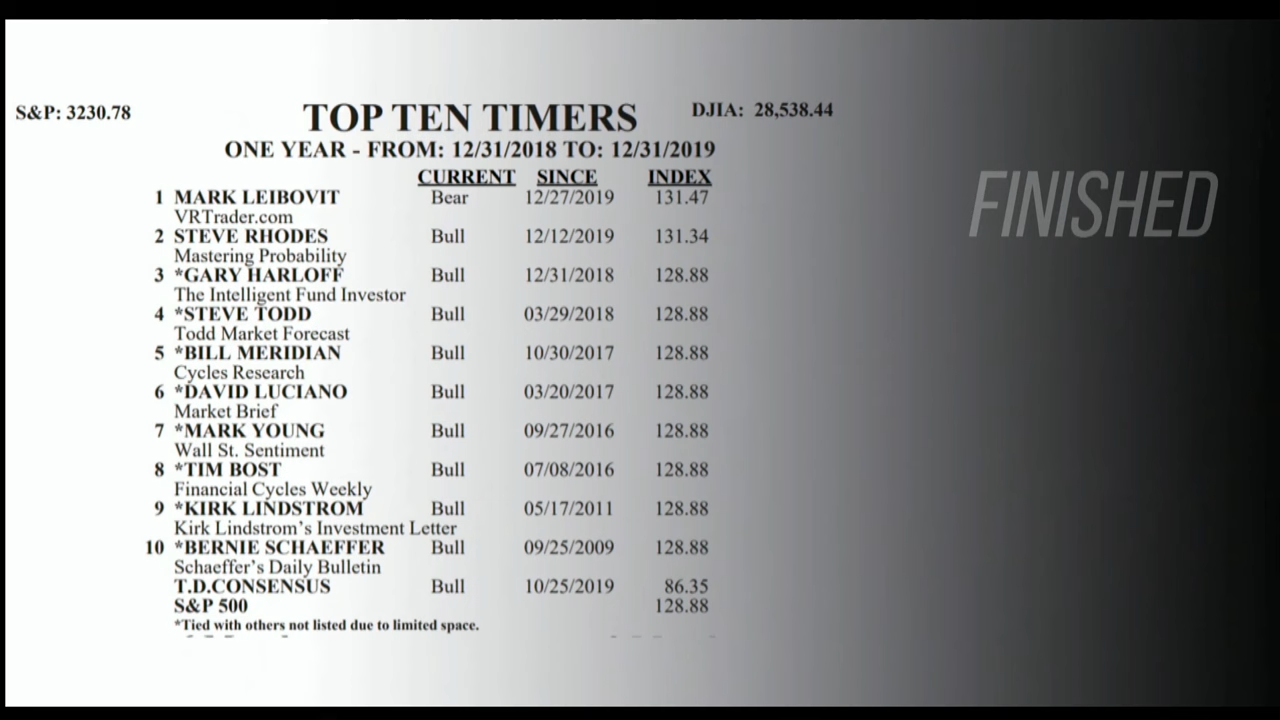 S&P: 3230.78
TOP TEN TIMERS
DJIA: 28,538.44
ONE YEAR - FROM: 12/31/2018 TO: 12/31/2019
CURRENT SINCE INDEX
1 MARK LEIBOVIT Bear 12/27/2019 131.47
VRTrader.com
2 STEVE RHODES Bull 12/12/2019 131.34
Mastering Probability
3 *GARY HARLOFF Bull 12/31/2018 128.88
The Intelligent Fund Investor
4 *STEVE TODD Bull 03/29/2018 128.88
Todd Market Forecast
5 *BILL MERIDIAN Bull 10/30/2017 128.88
Cycles Research
6 *DAVID LUCIANO Bull 03/20/2017 128.88
Market Brief
7 *MARK YOUNG Bull 09/27/2016 128.88
Wall St. Sentiment
8 *TIM BOST Bull 07/08/2016 128.88
Financial Cycles Weekly
9 *KIRK LINDSTROM Bull 05/17/2011 128.88
Kirk Lindstrom's Investment Letter
10 *BERNIE SCHAEFFER Bull 09/25/2009 128.88
Schaeffer's Daily Bulletin
T.D.CONSENSUS Bull 10/25/2019 86.35
S&P 500 128.88
*Tied with others not listed due to limited space.
FINISHED